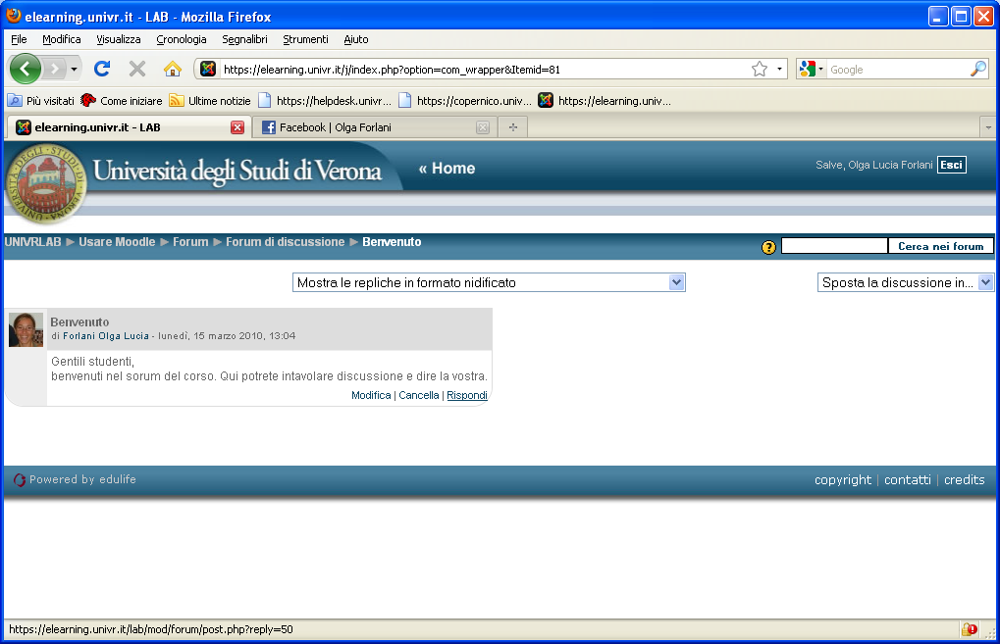 elearning.univr.it - LAB - Mozilla Firefox
File Modifica Visualizza Cronologia Segnalibri Strumenti Aiuto
https://elearning.univr.it/j/index.php?option=com_wrapper&Itemid=81 Google
Più visitati Come iniziare Ultime notizie https://helpdesk.univr... https://copernico.univ... https://elearning.univ...
elearning.univr.it - LAB Facebook | Olga Forlani
Università degli Studi di Verona « Home Salve, Olga Lucia Forlani Esci
UNIVRLAB ► Usare Moodle ► Forum ► Forum di discussione ► Benvenuto ? Cerca nei forum
Mostra le repliche in formato nidificato Sposta la discussione in...
Benvenuto
di Forlani Olga Lucia - lunedì, 15 marzo 2010, 13:04
Gentili studenti,
benvenuti nel sorum del corso. Qui potrete intavolare discussione e dire la vostra.
Modifica | Cancella | Rispondi
Powered by edulife copyright | contatti | credits
https://elearning.univr.it/lab/mod/forum/post.php?reply=50